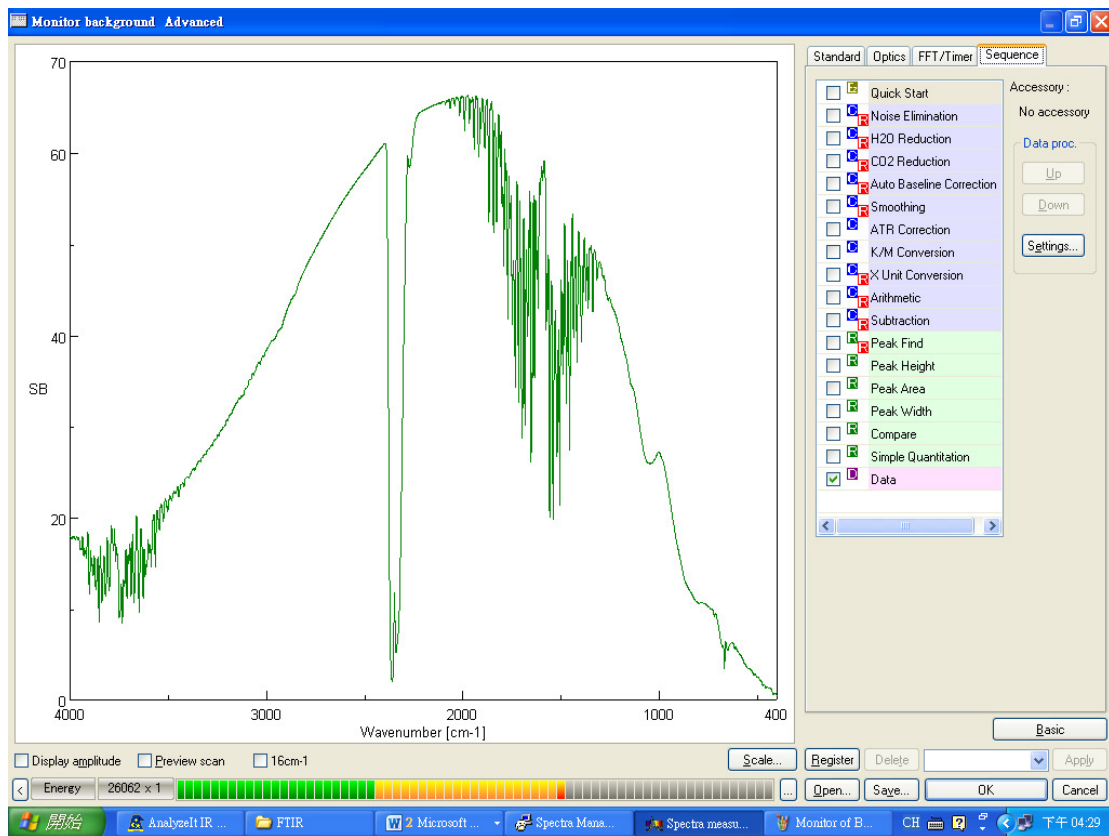 Monitor background Advanced
Standard Optics FFT/Timer Sequence
Quick Start
Noise Elimination
H2O Reduction
CO2 Reduction
Auto Baseline Correction
Smoothing
ATR Correction
K/M Conversion
X Unit Conversion
Arithmetic
Subtraction
Peak Find
Peak Height
Peak Area
Peak Width
Compare
Simple Quantitation
Data
Accessory :
No accessory
Data proc.
Up
Down
Settings...
70
60
40
20
0
SB
4000 3000 2000 1000 400
Wavenumber [cm-1]
Basic
Display amplitude Preview scan 16cm-1 Scale... Register Delete Apply
Energy 26062 x 1 ... Open... Save... OK Cancel
開始 AnalyzeIt IR ... FTIR 2 Microsoft ... Spectra Mana... Spectra measu... Monitor of B... CH 下午 04:29